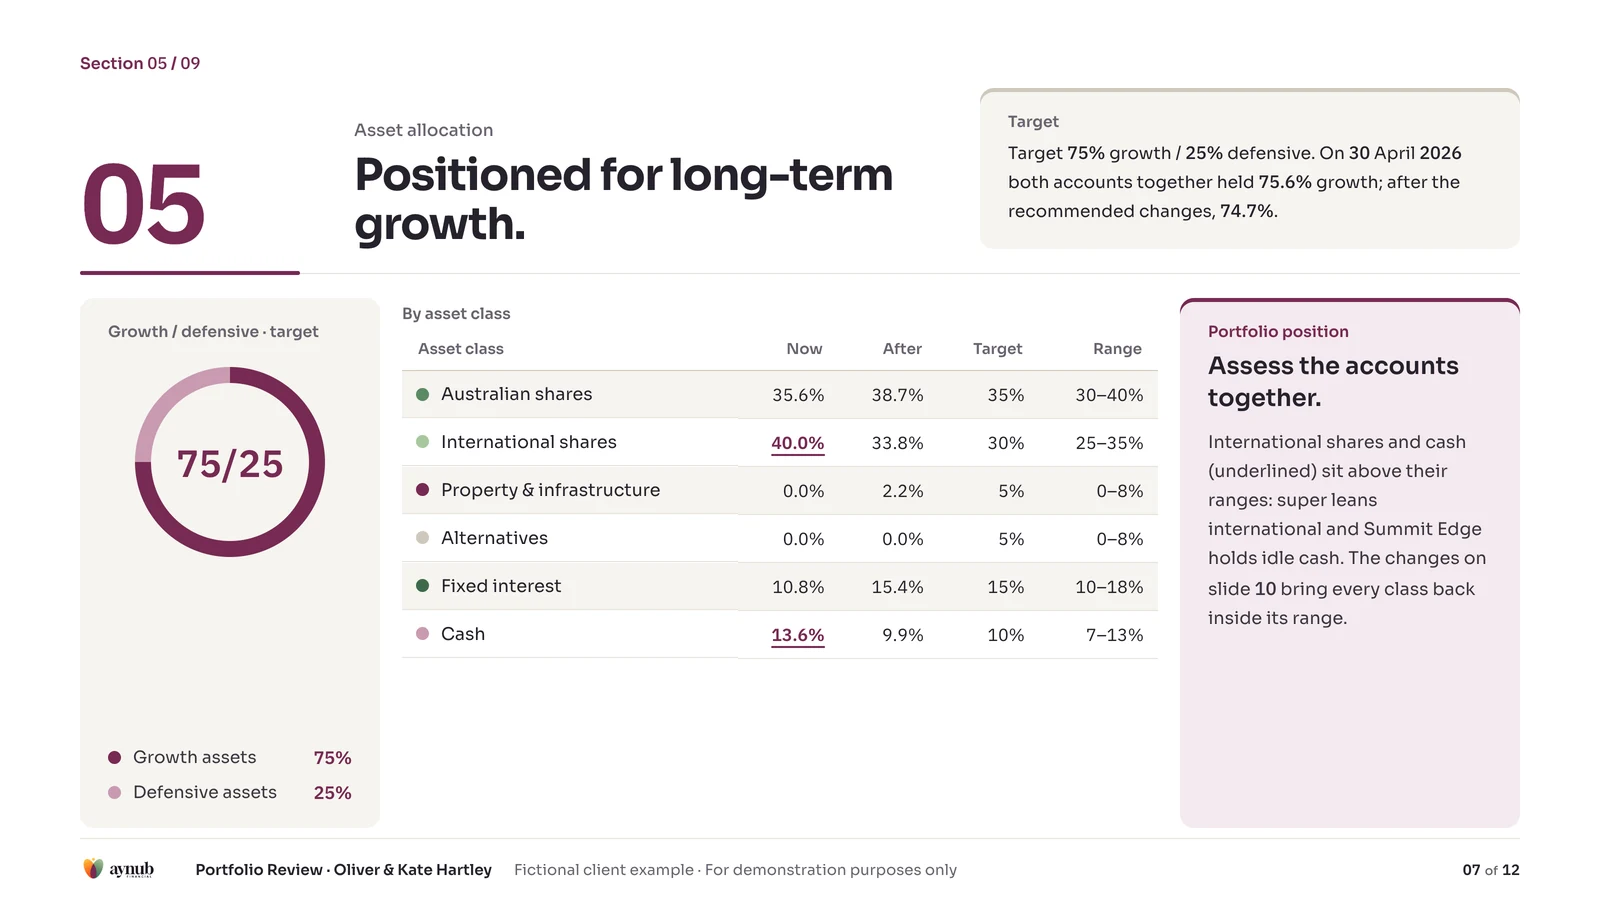 Section 05 / 09
05
Asset allocation
Positioned for long-term
growth.
Target
Target 75% growth / 25% defensive. On 30 April 2026
both accounts together held 75.6% growth; after the
recommended changes, 74.7%.
Growth / defensive · target
75/25
Growth assets 75%
Defensive assets 25%
By asset class
Asset class Now After Target Range
Australian shares 35.6% 38.7% 35% 30–40%
International shares 40.0% 33.8% 30% 25–35%
Property & infrastructure 0.0% 2.2% 5% 0–8%
Alternatives 0.0% 0.0% 5% 0–8%
Fixed interest 10.8% 15.4% 15% 10–18%
Cash 13.6% 9.9% 10% 7–13%
Portfolio position
Assess the accounts
together.
International shares and cash
(underlined) sit above their
ranges: super leans
international and Summit Edge
holds idle cash. The changes on
slide 10 bring every class back
inside its range.
aynub
FINANCIAL
Portfolio Review · Oliver & Kate Hartley Fictional client example · For demonstration purposes only
07 of 12